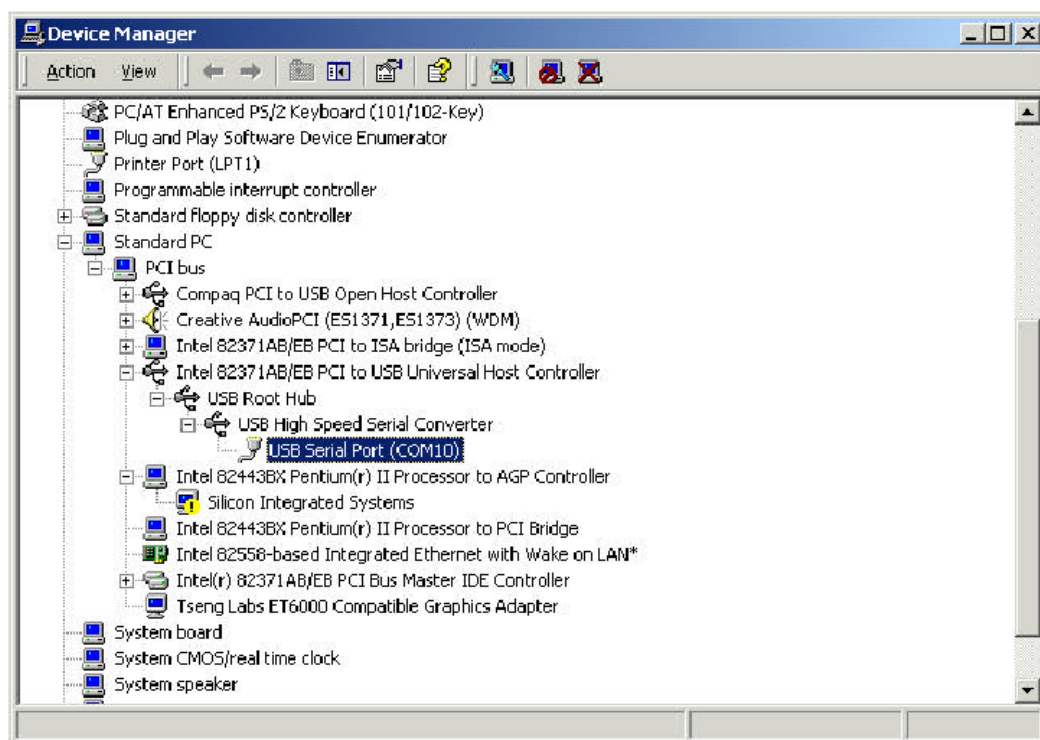 Device Manager
Action View
PC/AT Enhanced PS/2 Keyboard (101/102-Key)
Plug and Play Software Device Enumerator
Printer Port (LPT1)
Programmable interrupt controller
Standard floppy disk controller
Standard PC
PCI bus
Compaq PCI to USB Open Host Controller
Creative AudioPCI (ES1371,ES1373) (WDM)
Intel 82371AB/EB PCI to ISA bridge (ISA mode)
Intel 82371AB/EB PCI to USB Universal Host Controller
USB Root Hub
USB High Speed Serial Converter
USB Serial Port (COM10)
Intel 82443BX Pentium(r) II Processor to AGP Controller
Silicon Integrated Systems
Intel 82443BX Pentium(r) II Processor to PCI Bridge
Intel 82558-based Integrated Ethernet with Wake on LAN*
Intel(r) 82371AB/EB PCI Bus Master IDE Controller
Tseng Labs ET6000 Compatible Graphics Adapter
System board
System CMOS/real time clock
System speaker